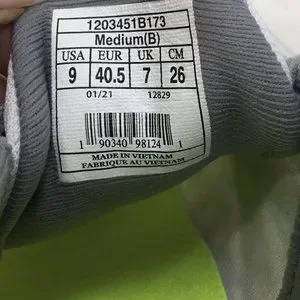 1203451B173
Medium(B)
USA EUR UK CM
9 40.5 7 26
01/21 12829
1 90340 98124 1
MADE IN VIETNAM
FABRIQUE AU VIETNAM